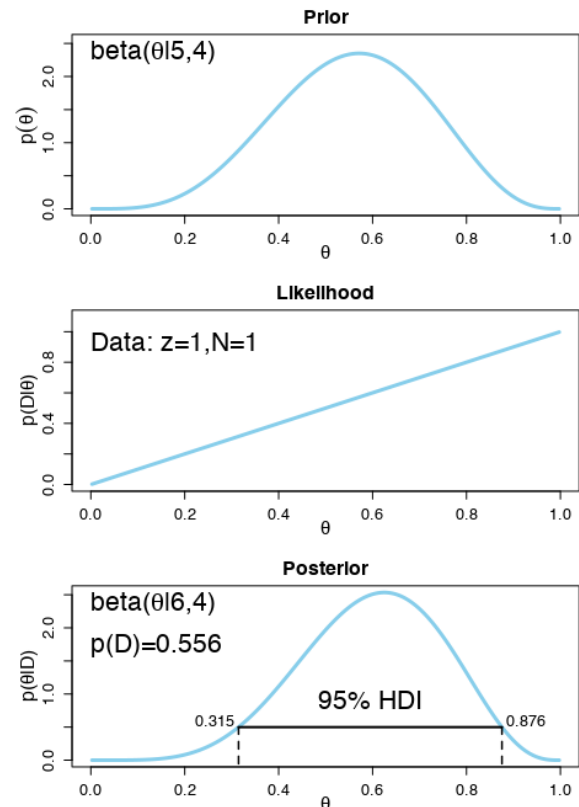 Prior
beta(θ|5,4)
p(θ)
0.0 1.0 2.0
0.0 0.2 0.4 0.6 0.8 1.0
θ
Likelihood
Data: z=1,N=1
p(D|θ)
0.0 0.4 0.8
0.0 0.2 0.4 0.6 0.8 1.0
θ
Posterior
beta(θ|6,4)
p(D)=0.556
p(θ|D)
0.0 1.0 2.0
95% HDI
0.315 0.876
0.0 0.2 0.4 0.6 0.8 1.0
θ